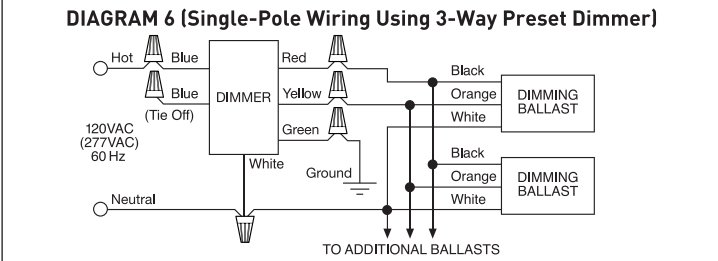 DIAGRAM 6 (Single-Pole Wiring Using 3-Way Preset Dimmer)
Hot
Blue
Red
Black
Blue
DIMMER
Yellow
Orange
DIMMING
BALLAST
(Tie Off)
White
120VAC
(277VAC)
60 Hz
Green
White
Ground
Black
Orange
DIMMING
BALLAST
Neutral
White
TO ADDITIONAL BALLASTS